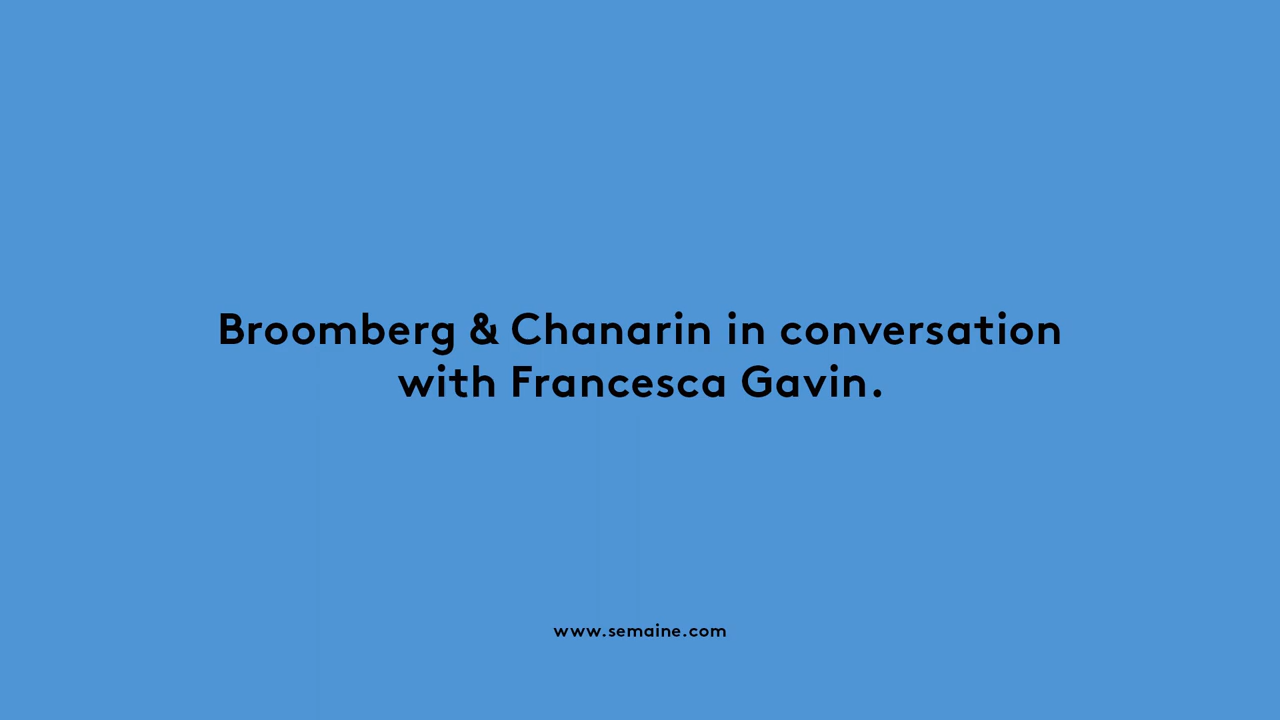 Broomberg & Chanarin in conversation
with Francesca Gavin.
www.semaine.com